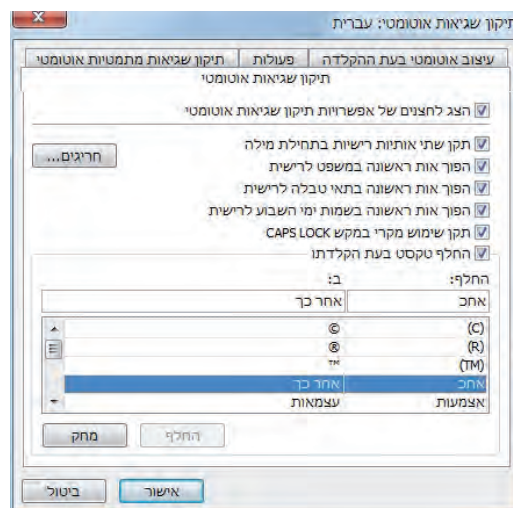 תיקון שגיאות אוטומטי: עברית
עיצוב אוטומטי בעת ההקלדה פעולות תיקון שגיאות מתמטיות אוטומטי
תיקון שגיאות אוטומטי
הצג לחצנים של אפשרויות תיקון שגיאות אוטומטי
תקן שתי אותיות רישיות בתחילת מילה
חריגים...
הפוך אות ראשונה במשפט לרישית
הפוך אות ראשונה בתאי טבלה לרישית
הפוך אות ראשונה בשמות ימי השבוע לרישית
תקן שימוש מקרי במקש CAPS LOCK
החלף טקסט בעת הקלדתו
החלף: ב:
אחכ אחר כך
(C) ©
(R) ®
(TM) ™
אחכ אחר כך
אצמעות עצמאות
החלף מחק
אישור ביטול